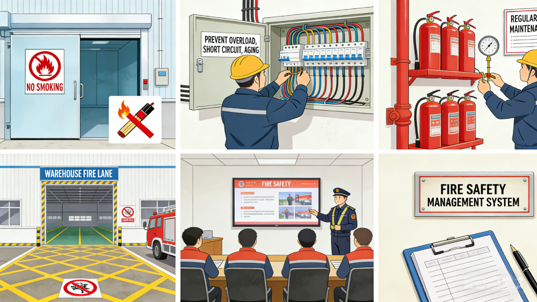 NO SMOKING
PREVENT OVERLOAD,
SHORT CIRCUIT, AGING
REGULAR
MAINTENA
WAREHOUSE FIRE LANE
FIRE SAFETY
FIRE SAFETY
MANAGEMENT SYSTEM